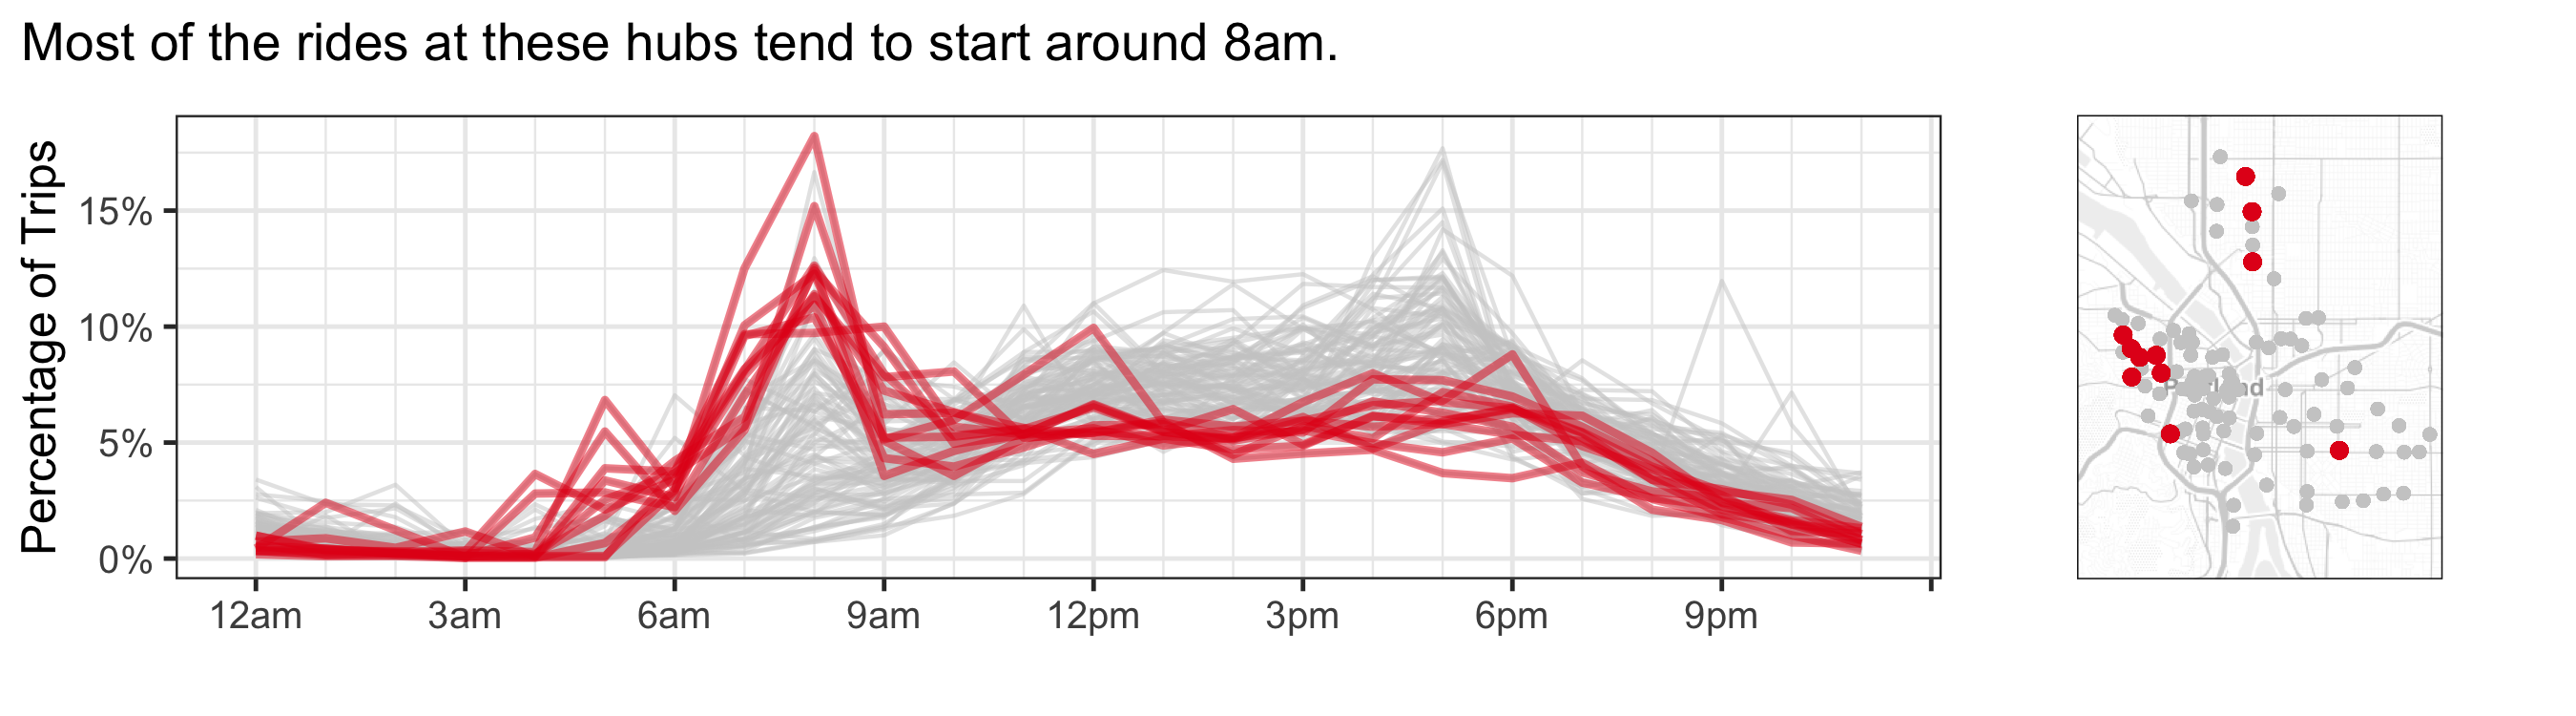 Most of the rides at these hubs tend to start around 8am.
Percentage of Trips
15%
10%
5%
0%
12am 3am 6am 9am 12pm 3pm 6pm 9pm